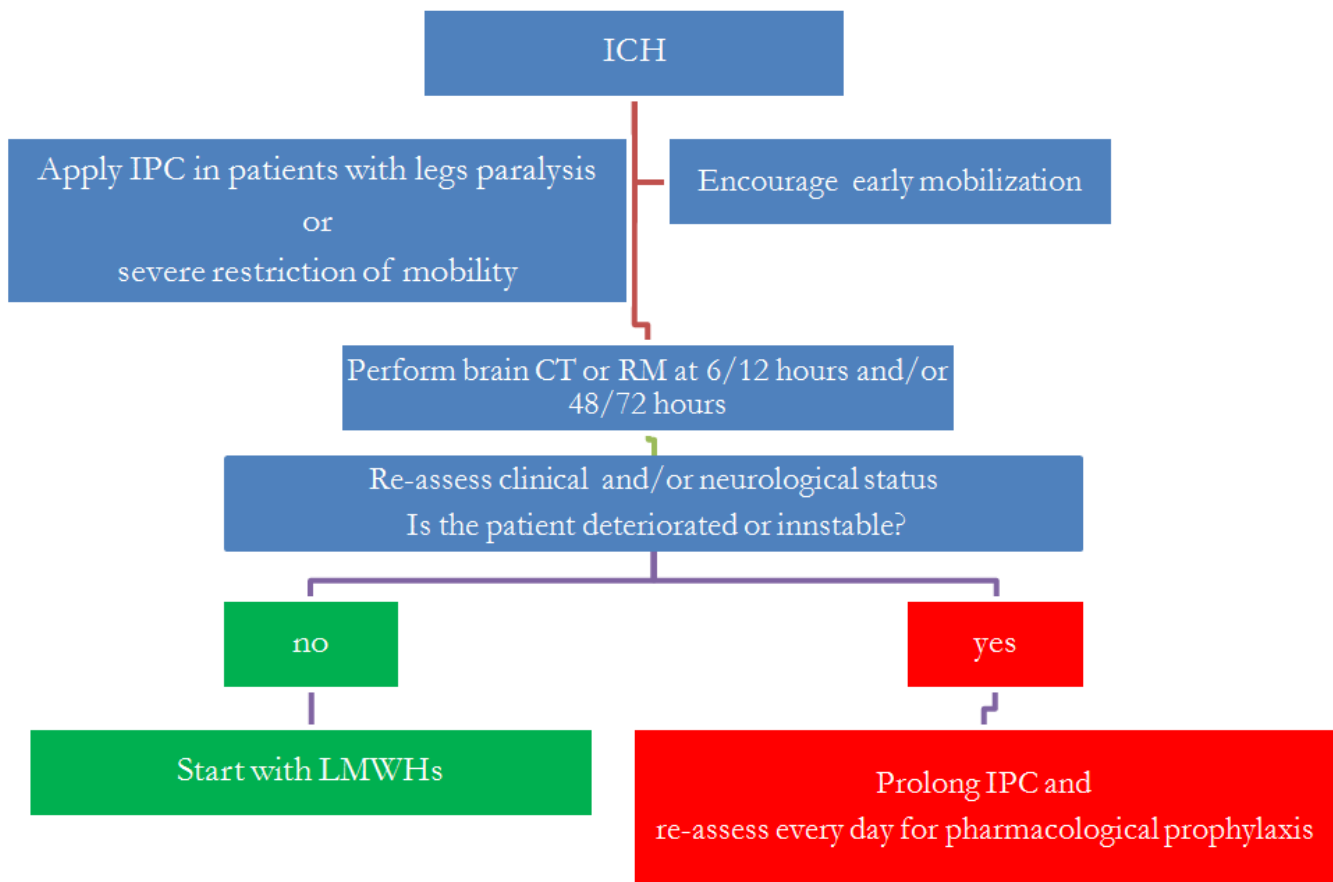 ICH
Apply IPC in patients with legs paralysis
or
severe restriction of mobility
Encourage early mobilization
Perform brain CT or RM at 6/12 hours and/or
48/72 hours
Re-assess clinical and/or neurological status
Is the patient deteriorated or innstable?
no
yes
Start with LMWHs
Prolong IPC and
re-assess every day for pharmacological prophylaxis